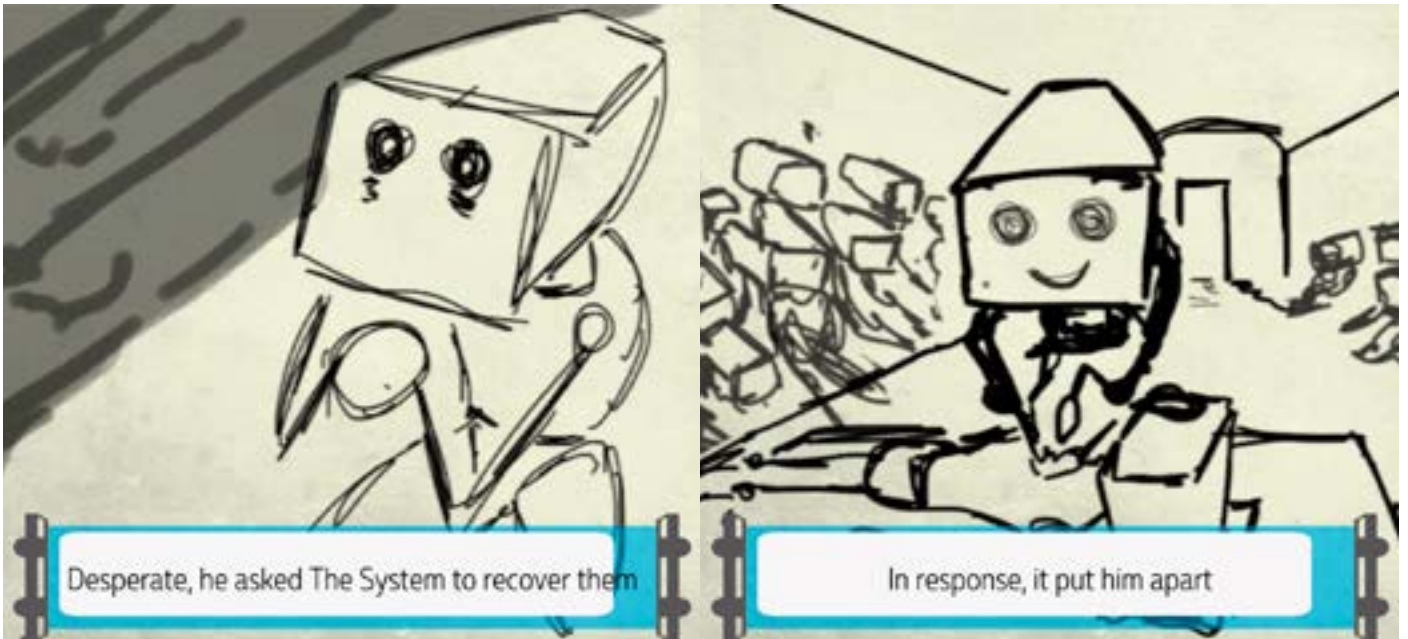 Desperate, he asked The System to recover them
In response, it put him apart